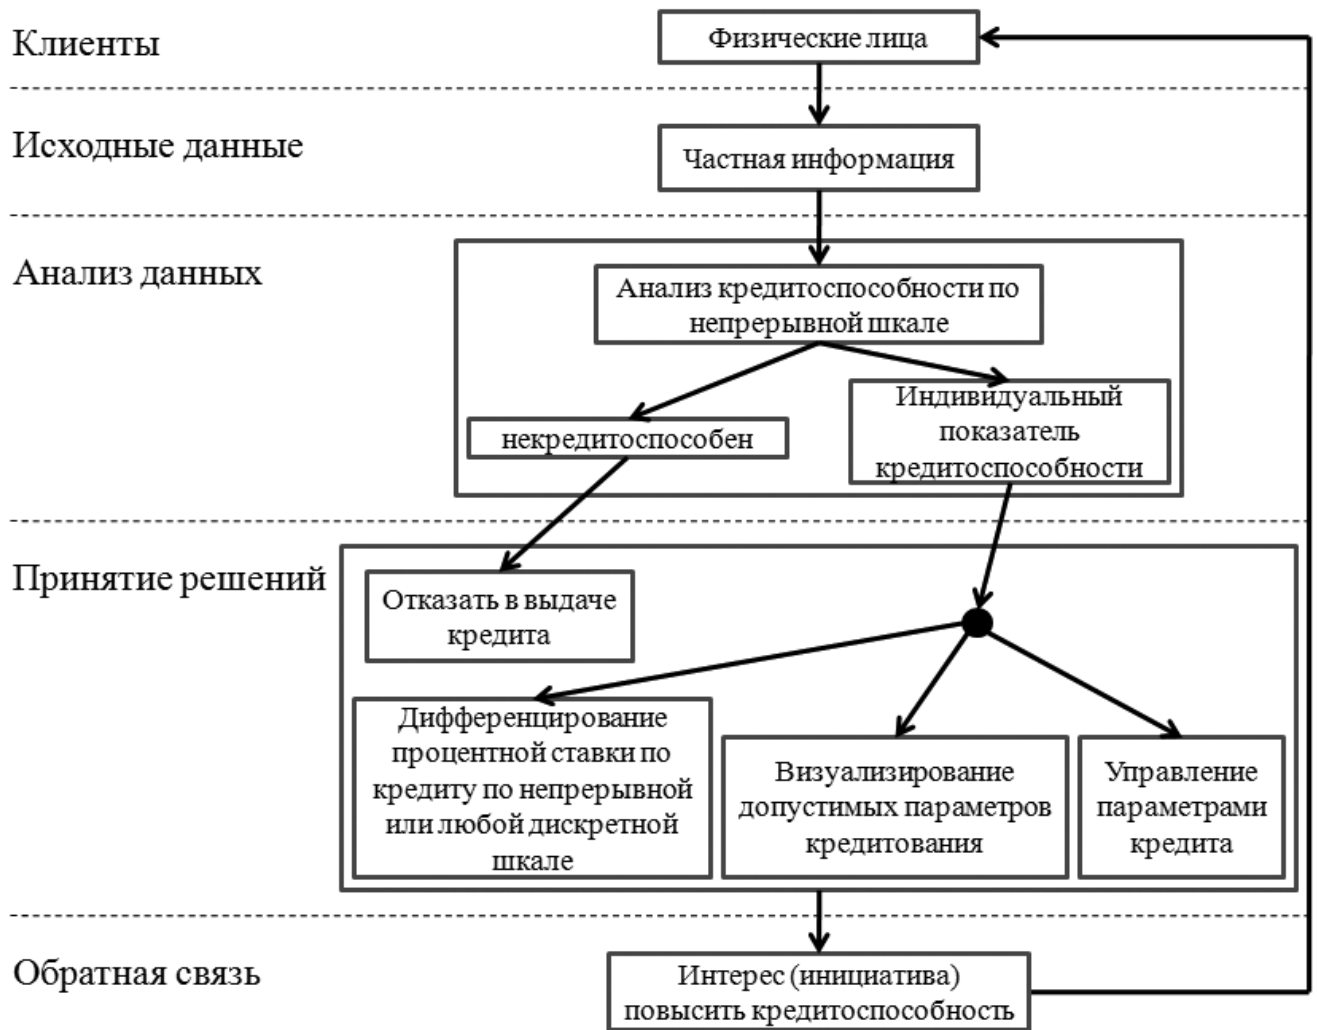 Клиенты
Физические лица
Исходные данные
Частная информация
Анализ данных
Анализ кредитоспособности по
непрерывной шкале
некредитоспособен
Индивидуальный
показатель
кредитоспособности
Принятие решений
Отказать в выдаче
кредита
Дифференцирование
процентной ставки по
кредиту по непрерывной
или любой дискретной
шкале
Визуализирование
допустимых параметров
кредитования
Управление
параметрами
кредита
Обратная связь
Интерес (инициатива)
повысить кредитоспособность